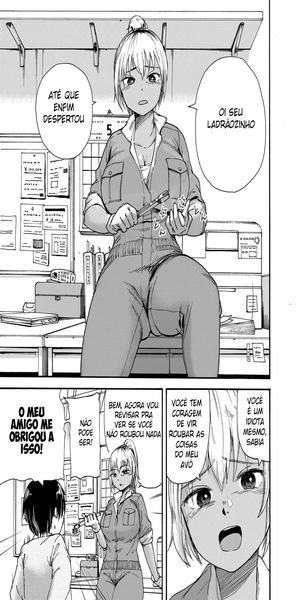 OI SEU
LADRÃOZINHO
ATÉ QUE
ENFIM
DESPERTOU
5
VOCÊ É
UM IDIOTA
MESMO,
SABIA
VOCÊ TEM
CORAGEM
DE VIR
ROUBAR AS
COISAS
DO MEU
AVÔ
BEM, AGORA VOU
REVISAR PRA
VER SE VOCÊ
NÃO ROUBOU NADA
NÃO
PODE
SER!
O MEU
AMIGO ME
OBRIGOU A
ISSO!